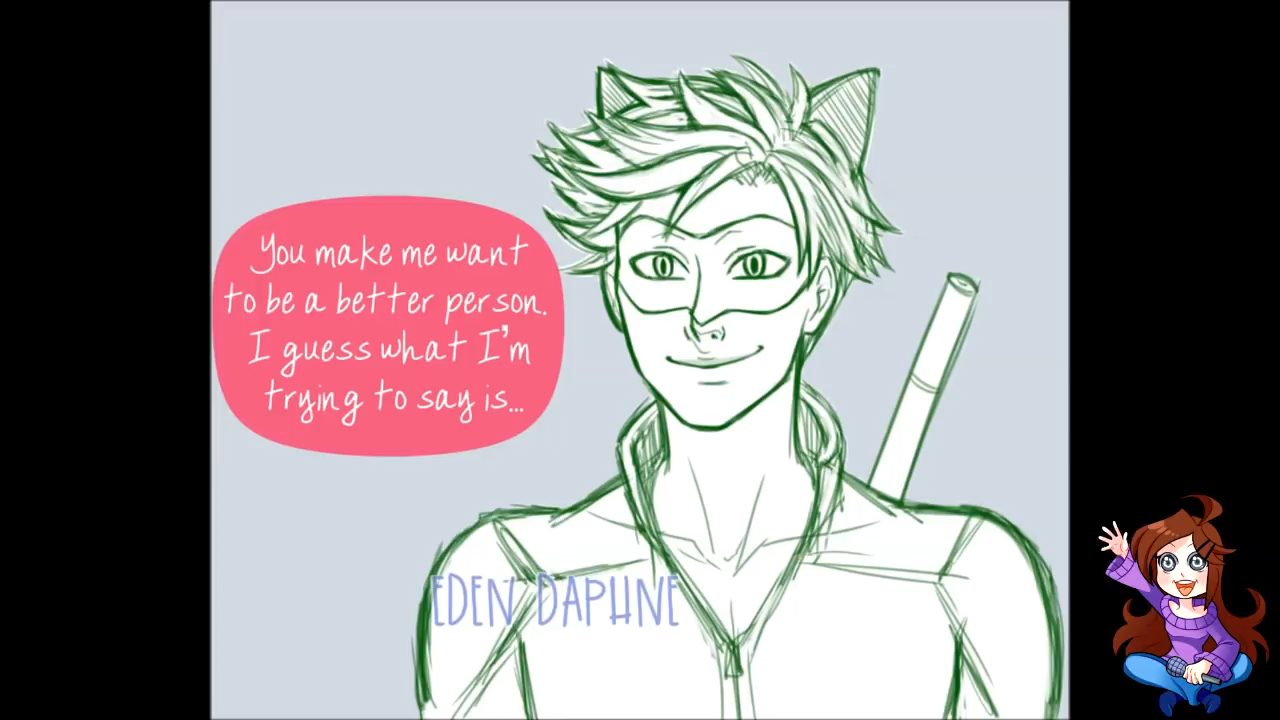 You make me want
to be a better person.
I guess what I'm
trying to say is...
EDEN DAPHNE